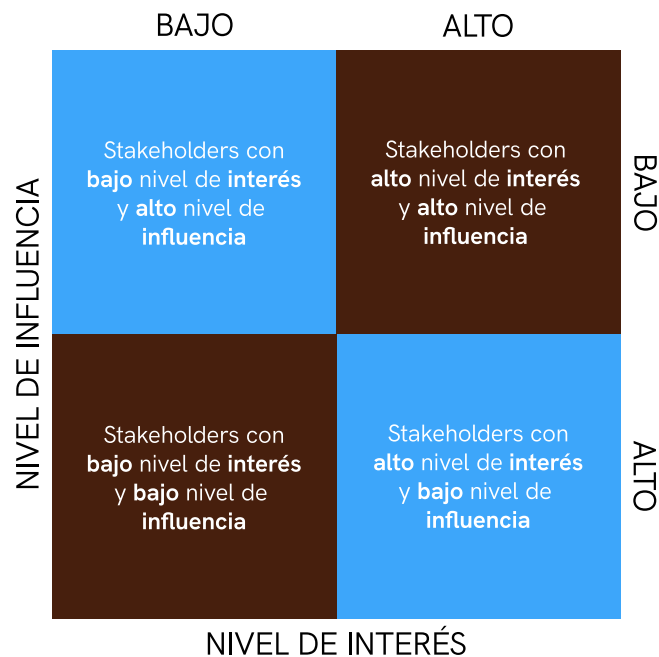 BAJO
ALTO
NIVEL DE INFLUENCIA
Stakeholders con
bajo nivel de interés
y alto nivel de
influencia
Stakeholders con
alto nivel de interés
y alto nivel de
influencia
BAJO
Stakeholders con
bajo nivel de interés
y bajo nivel de
influencia
Stakeholders con
alto nivel de interés
y bajo nivel de
influencia
ALTO
NIVEL DE INTERÉS